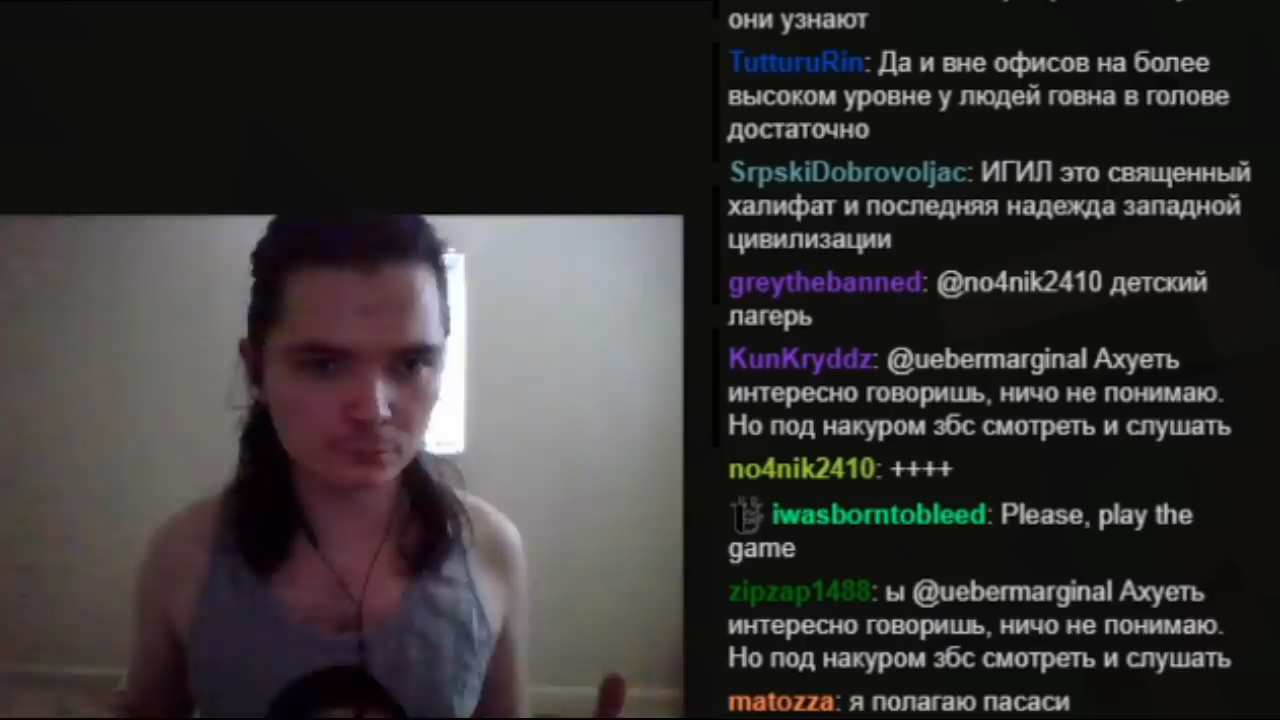 они узнают
TutturuRin: Да и вне офисов на более
высоком уровне у людей говна в голове
достаточно
SrpskiDobrovoljac: ИГИЛ это священный
халифат и последняя надежда западной
цивилизации
greythebanned: @no4nik2410 детский
лагерь
KunKryddz: @uebermarginal Ахуеть
интересно говоришь, ничо не понимаю.
Но под накуром збс смотреть и слушать
no4nik2410: ++++
iwasborntobleed: Please, play the
game
zipzap1488: ы @uebermarginal Ахуеть
интересно говоришь, ничо не понимаю.
Но под накуром збс смотреть и слушать
matozza: я полагаю пасаси